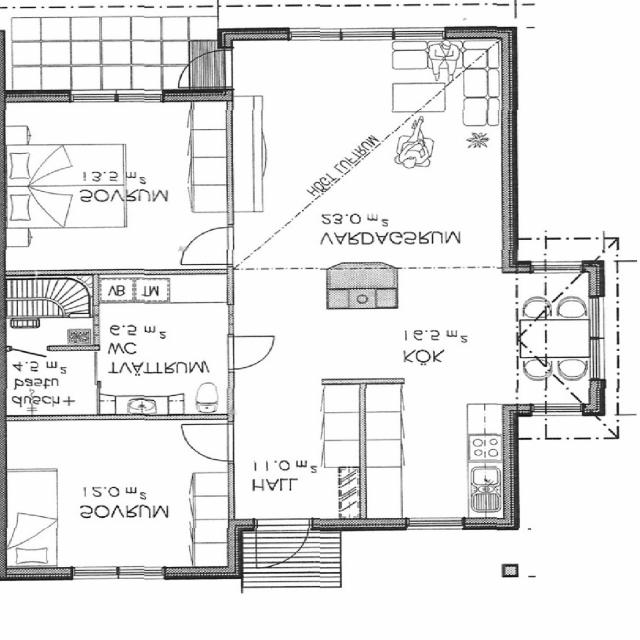 SOVRUM
12.0 m²
HALL
11.0 m²
dusch +
bastu
4.5 m²
TVÄTTRUM/
WC
6.5 m²
KÖK
16.5 m²
VB TM
VARDAGSRUM
23.0 m²
SOVRUM
13.5 m²
HÖGT LUFTRUM